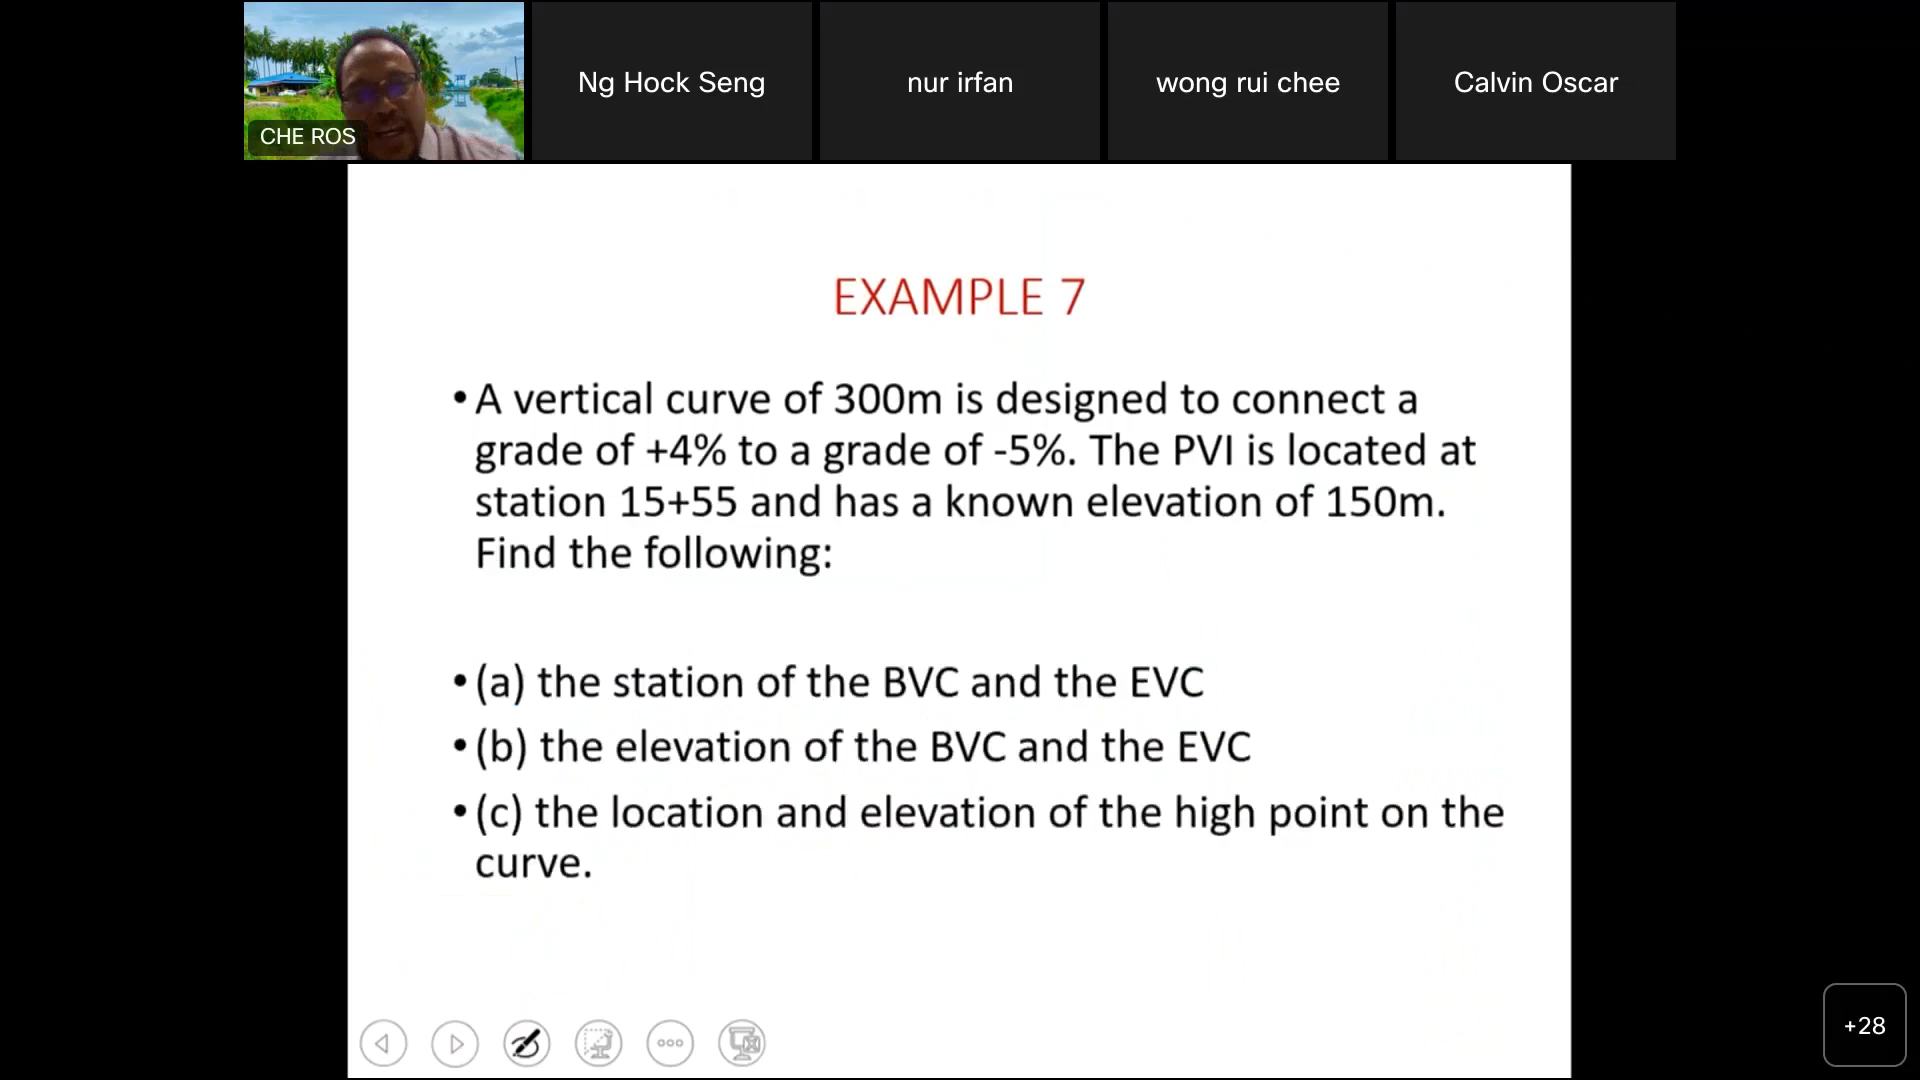 CHE ROS
Ng Hock Seng
nur irfan
wong rui chee
Calvin Oscar
EXAMPLE 7
• A vertical curve of 300m is designed to connect a
grade of +4% to a grade of -5%. The PVI is located at
station 15+55 and has a known elevation of 150m.
Find the following:
• (a) the station of the BVC and the EVC
• (b) the elevation of the BVC and the EVC
• (c) the location and elevation of the high point on the
curve.
+28